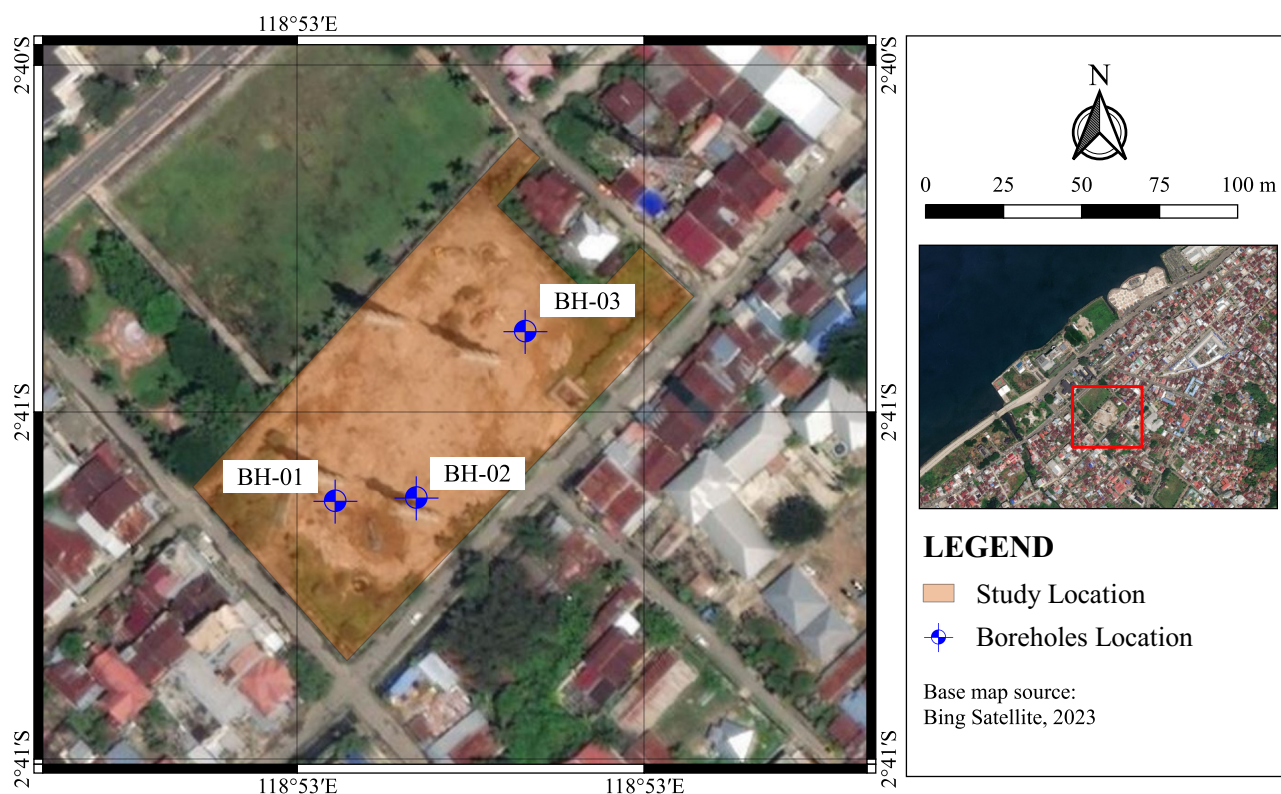 118°53′E
2°40′S
2°40′S
N
0 25 50 75 100 m
BH-03
2°41′S
2°41′S
BH-01
BH-02
LEGEND
Study Location
Boreholes Location
Base map source:
Bing Satellite, 2023
2°41′S
2°41′S
118°53′E
118°53′E